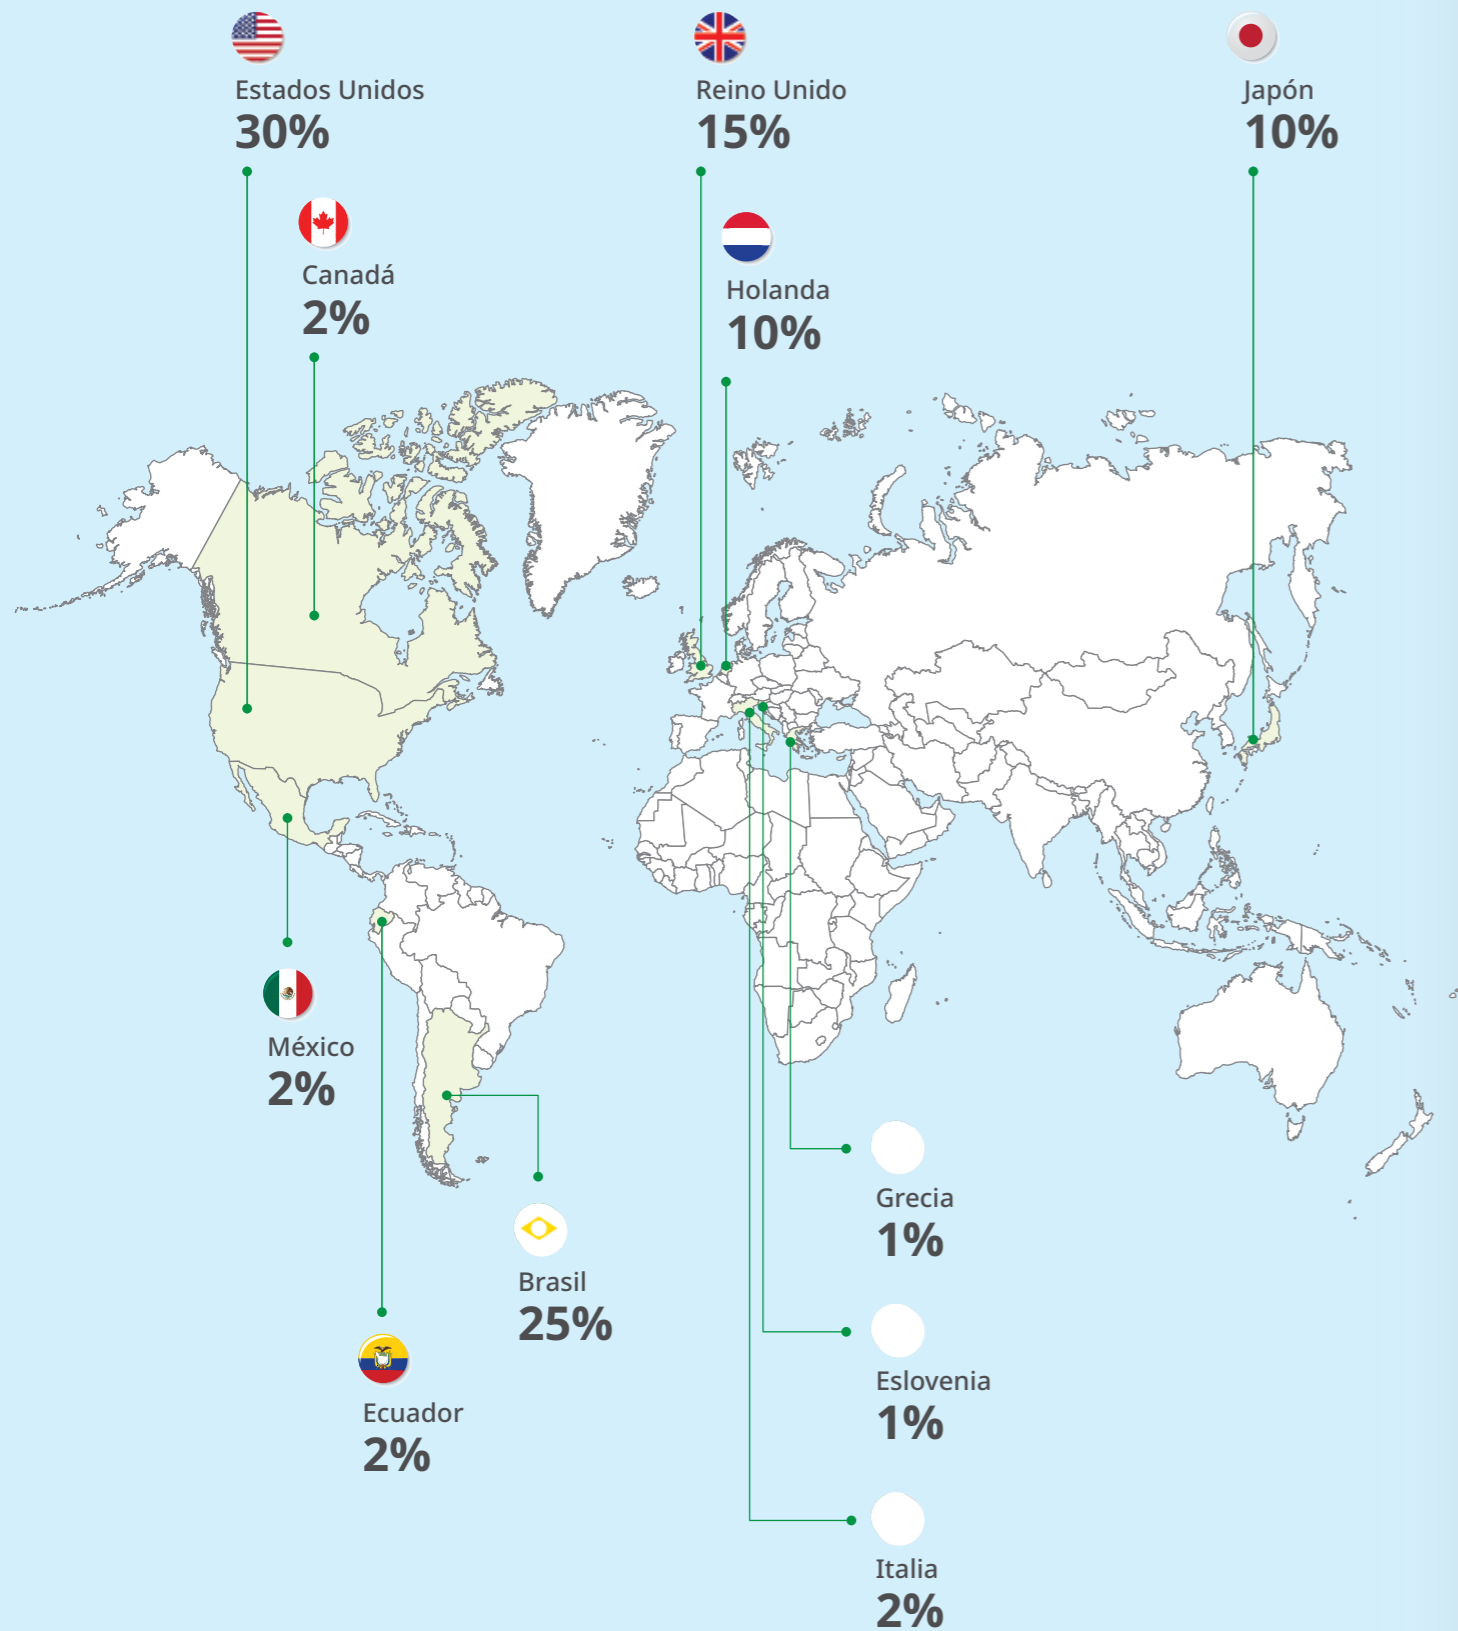 Estados Unidos
30%
Reino Unido
15%
Japón
10%
Canadá
2%
Holanda
10%
México
2%
Brasil
25%
Ecuador
2%
Grecia
1%
Eslovenia
1%
Italia
2%